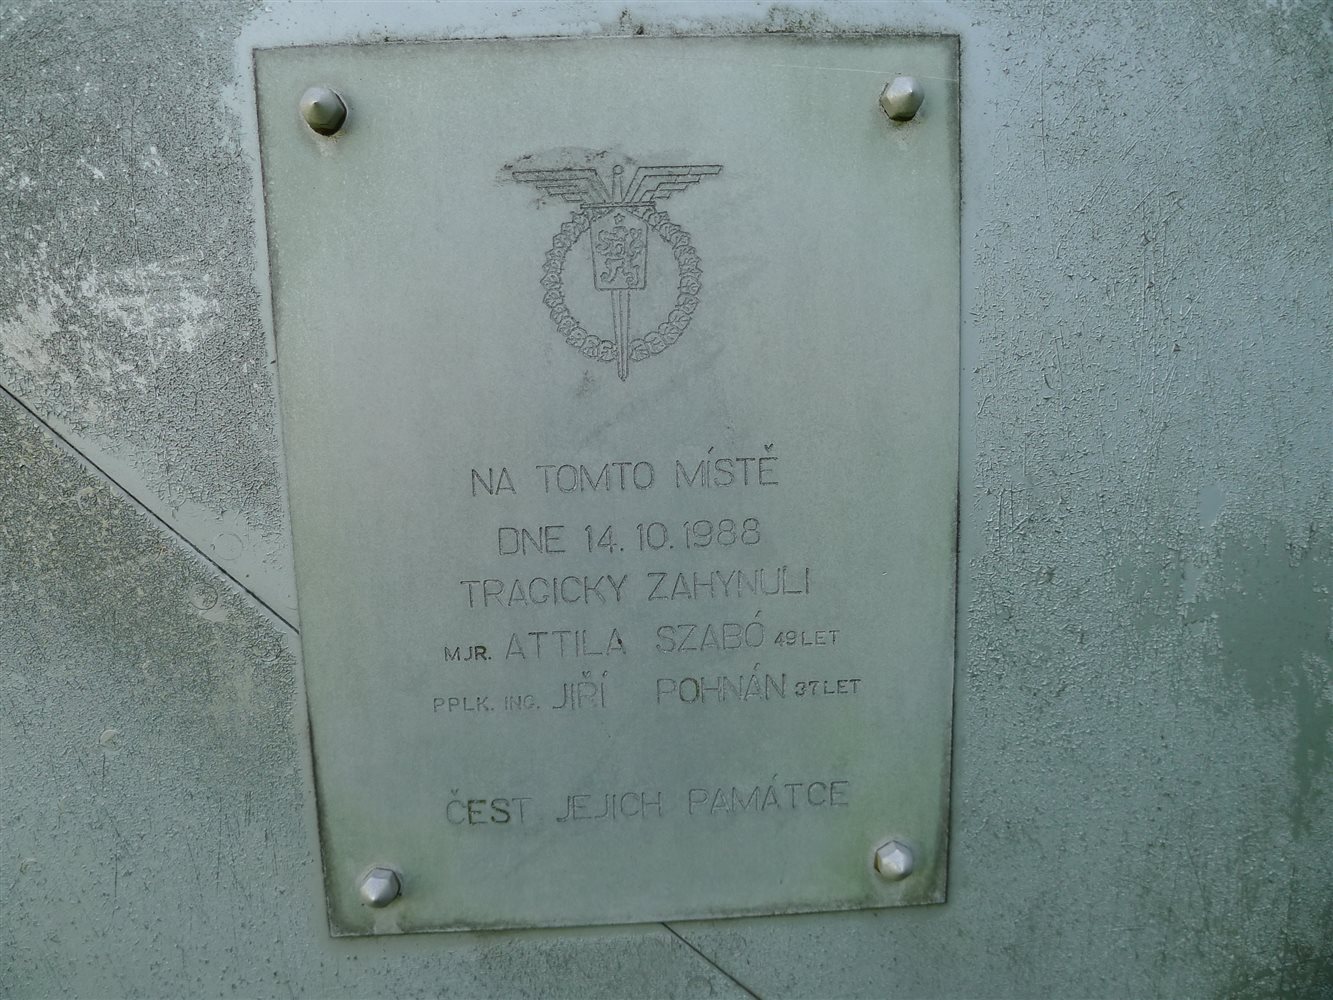 NA TOMTO MÍSTĚ
DNE 14. 10. 1988
TRAGICKY ZAHYNULI
MJR. ATTILA SZABÓ 49 LET
PPLK. ING. JIŘÍ POHNÁN 37 LET
ČEST JEJICH PAMÁTCE